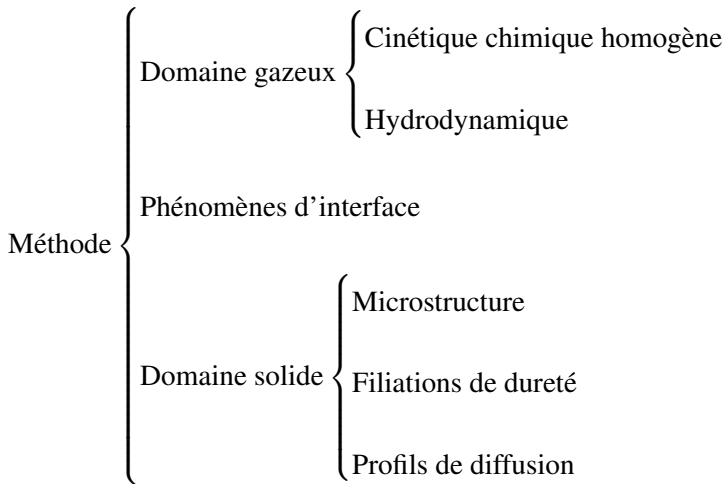 Cinétique chimique homogène
Domaine gazeux
Hydrodynamique
Phénomènes d'interface
Méthode
Microstructure
Domaine solide
Filiations de dureté
Profils de diffusion